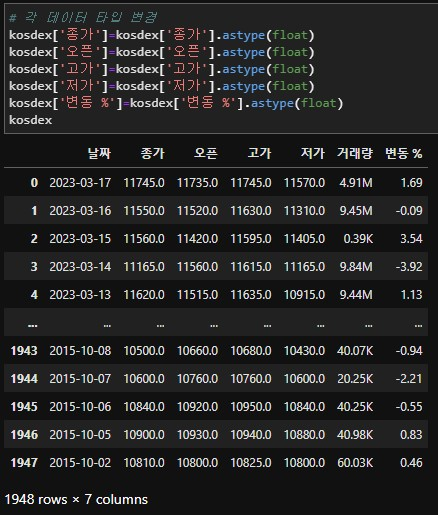 # 각 데이터 타입 변경
kosdex['종가']=kosdex['종가'].astype(float)
kosdex['오픈']=kosdex['오픈'].astype(float)
kosdex['고가']=kosdex['고가'].astype(float)
kosdex['저가']=kosdex['저가'].astype(float)
kosdex['변동 %']=kosdex['변동 %'].astype(float)
kosdex
날짜 종가 오픈 고가 저가 거래량 변동 %
0 2023-03-17 11745.0 11735.0 11745.0 11570.0 4.91M 1.69
1 2023-03-16 11550.0 11520.0 11630.0 11310.0 9.45M -0.09
2 2023-03-15 11560.0 11420.0 11595.0 11405.0 0.39K 3.54
3 2023-03-14 11165.0 11560.0 11615.0 11165.0 9.84M -3.92
4 2023-03-13 11620.0 11515.0 11635.0 10915.0 9.44M 1.13
... ... ... ... ... ... ... ...
1943 2015-10-08 10500.0 10660.0 10680.0 10430.0 40.07K -0.94
1944 2015-10-07 10600.0 10760.0 10760.0 10600.0 20.25K -2.21
1945 2015-10-06 10840.0 10920.0 10950.0 10840.0 40.25K -0.55
1946 2015-10-05 10900.0 10930.0 10940.0 10880.0 40.98K 0.83
1947 2015-10-02 10810.0 10800.0 10825.0 10800.0 60.03K 0.46
1948 rows × 7 columns